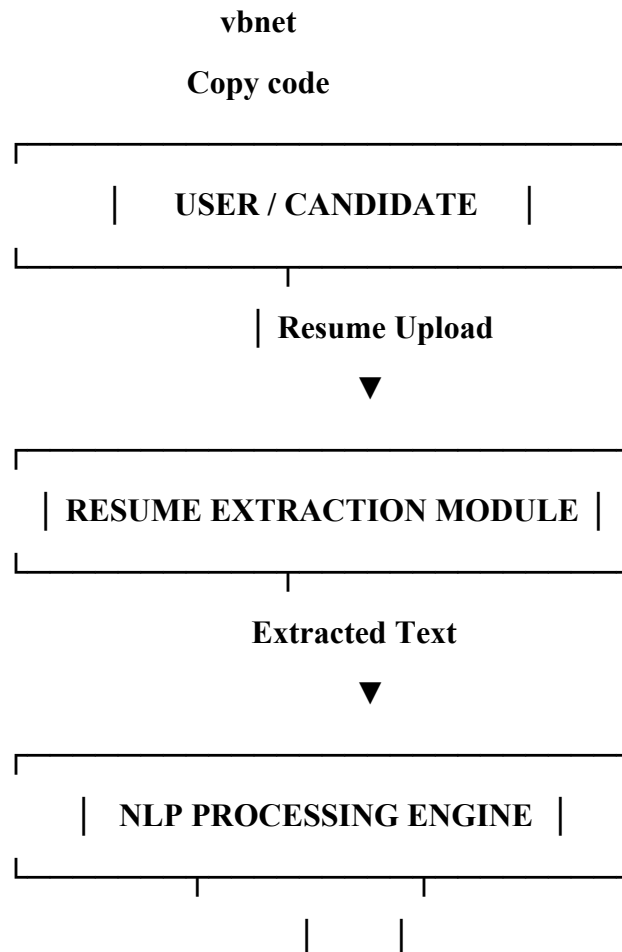 vbnet
Copy code
┌───────────────────────────
│ USER / CANDIDATE │
└────────────┬──────────────
│ Resume Upload
▼
┌───────────────────────────
│ RESUME EXTRACTION MODULE │
└────────────┬──────────────
Extracted Text
▼
┌───────────────────────────
│ NLP PROCESSING ENGINE │
└────────┬─────────┬────────
│ │